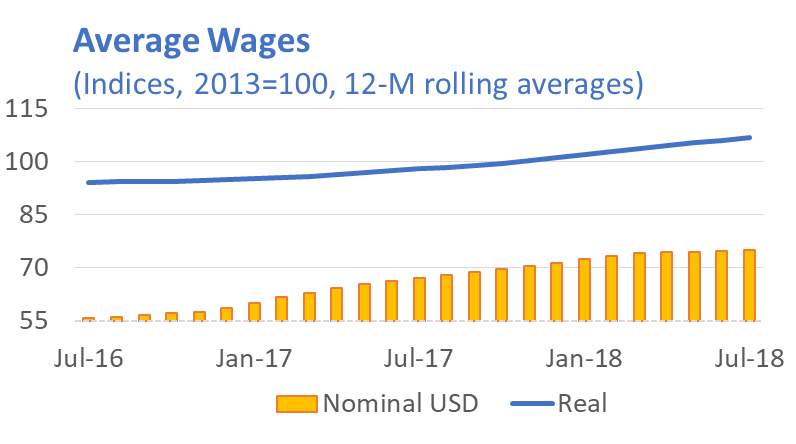 Average Wages
(Indices, 2013=100, 12-M rolling averages)
115
100
85
70
55
Jul-16 Jan-17 Jul-17 Jan-18 Jul-18
Nominal USD Real